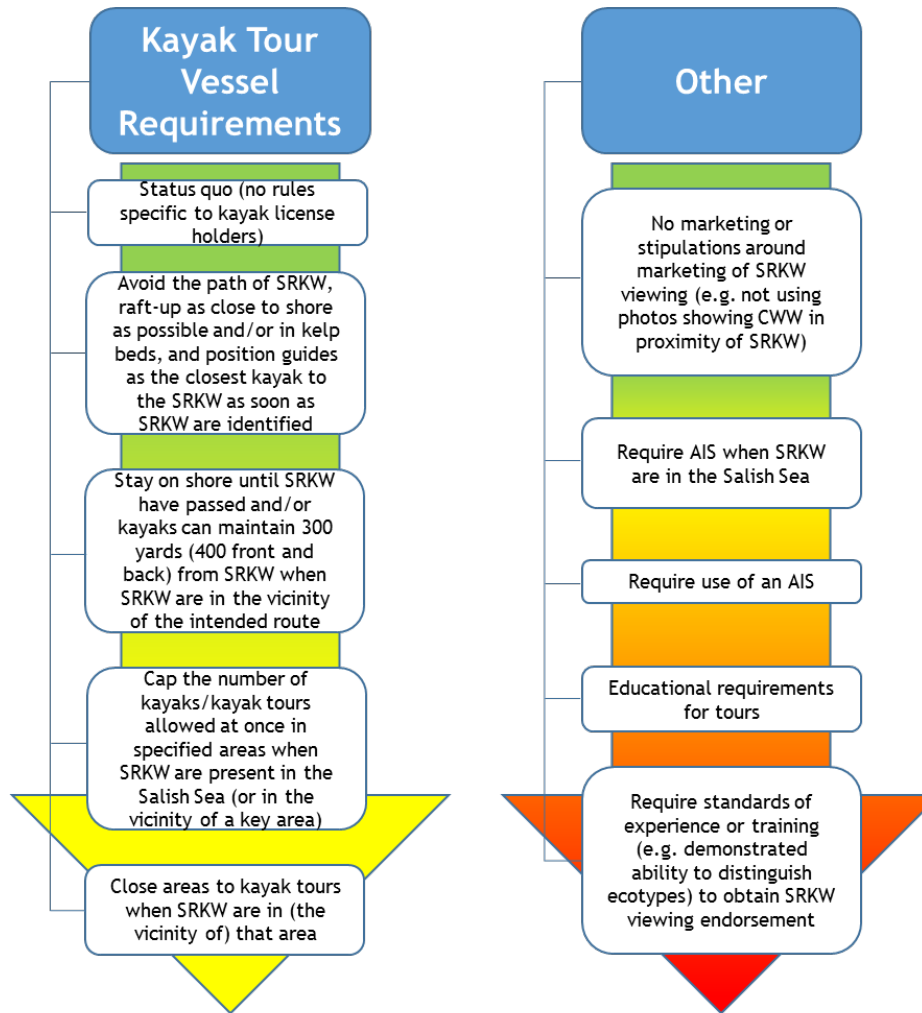 Kayak Tour
Vessel
Requirements
Status quo (no rules
specific to kayak license
holders)
Avoid the path of SRKW,
raft-up as close to shore
as possible and/or in kelp
beds, and position guides
as the closest kayak to
the SRKW as soon as
SRKW are identified
Stay on shore until SRKW
have passed and/or
kayaks can maintain 300
yards (400 front and
back) from SRKW when
SRKW are in the vicinity
of the intended route
Cap the number of
kayaks/kayak tours
allowed at once in
specified areas when
SRKW are present in the
Salish Sea (or in the
vicinity of a key area)
Close areas to kayak tours
when SRKW are in (the
vicinity of) that area
Other
No marketing or
stipulations around
marketing of SRKW
viewing (e.g. not using
photos showing CWW in
proximity of SRKW)
Require AIS when SRKW
are in the Salish Sea
Require use of an AIS
Educational requirements
for tours
Require standards of
experience or training
(e.g. demonstrated
ability to distinguish
ecotypes) to obtain SRKW
viewing endorsement